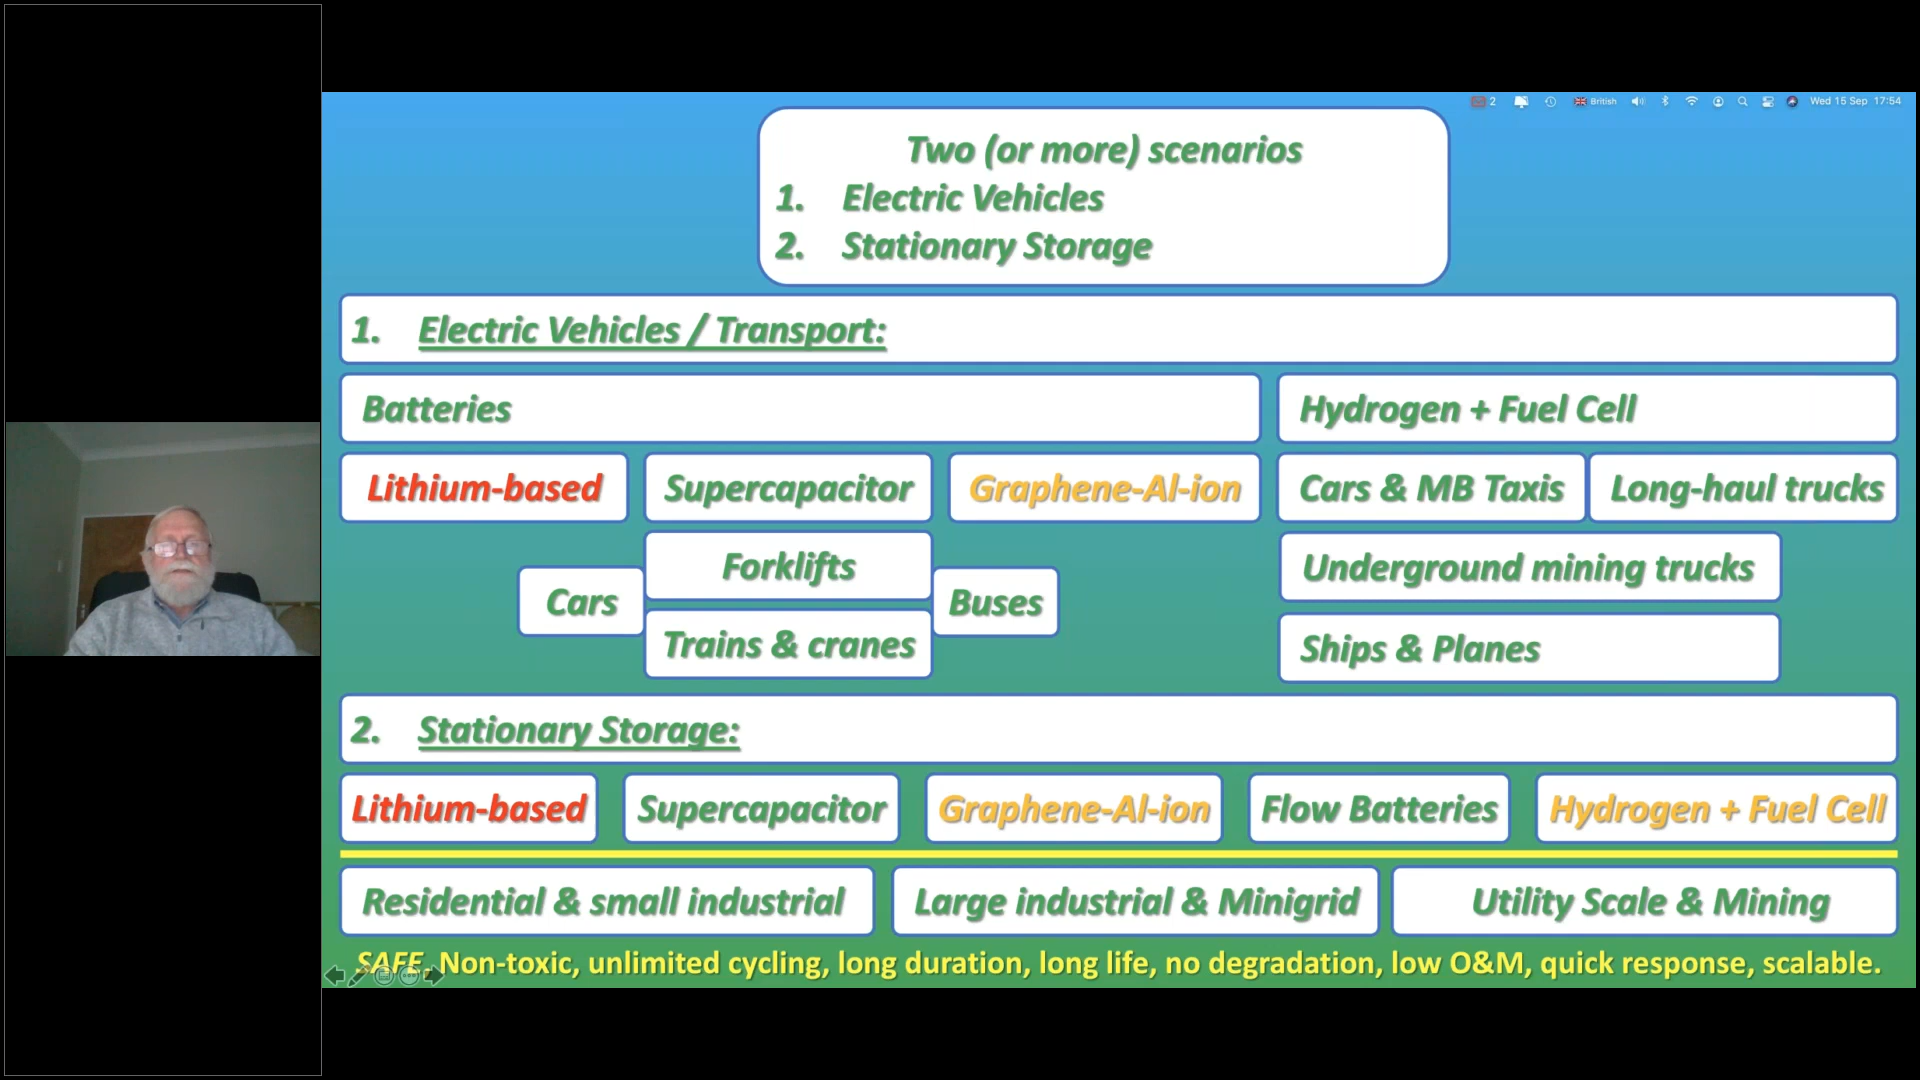 2 British Wed 15 Sep 17:54
Two (or more) scenarios
1. Electric Vehicles
2. Stationary Storage
1. Electric Vehicles / Transport:
Batteries
Hydrogen + Fuel Cell
Lithium-based
Supercapacitor
Graphene-Al-ion
Cars & MB Taxis
Long-haul trucks
Forklifts
Cars
Buses
Trains & cranes
Underground mining trucks
Ships & Planes
2. Stationary Storage:
Lithium-based
Supercapacitor
Graphene-Al-ion
Flow Batteries
Hydrogen + Fuel Cell
Residential & small industrial
Large industrial & Minigrid
Utility Scale & Mining
SAFE, Non-toxic, unlimited cycling, long duration, long life, no degradation, low O&M, quick response, scalable.